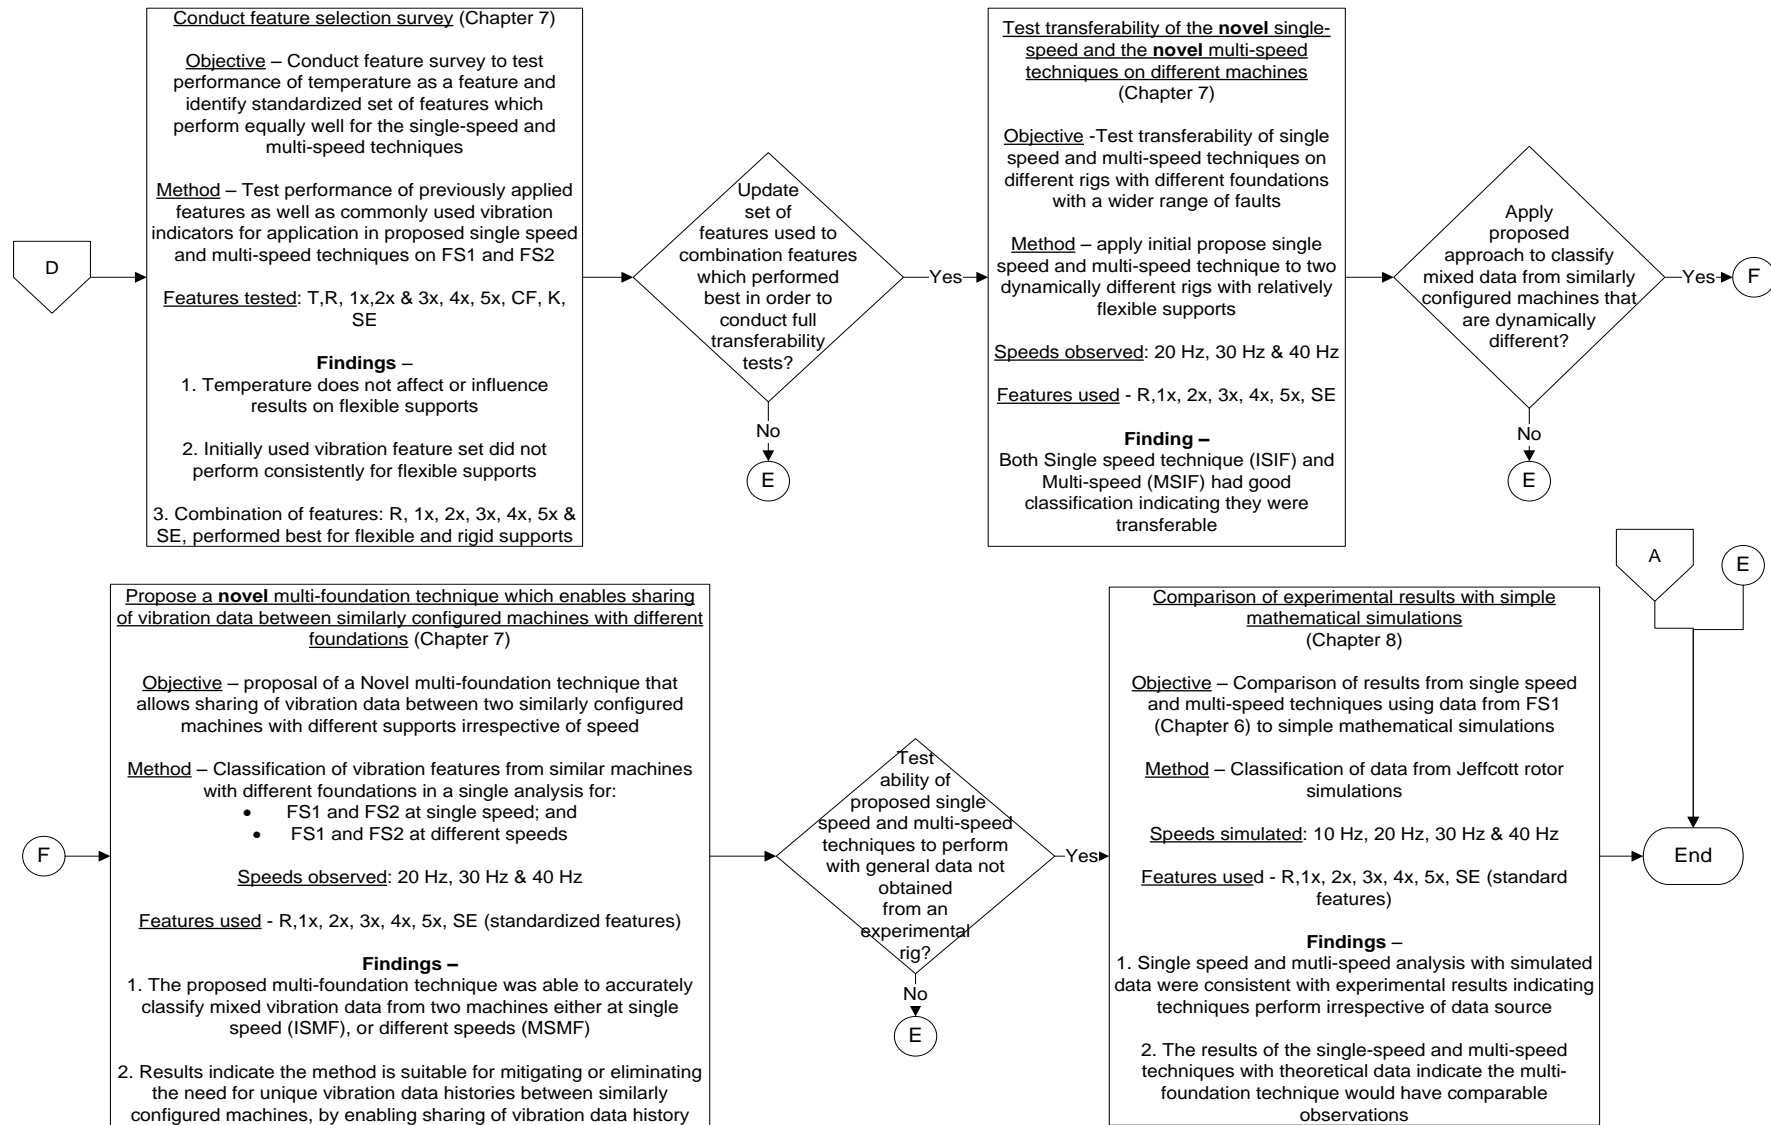 D
Conduct feature selection survey (Chapter 7)
Objective – Conduct feature survey to test
performance of temperature as a feature and
identify standardized set of features which
perform equally well for the single-speed and
multi-speed techniques
Method – Test performance of previously applied
features as well as commonly used vibration
indicators for application in proposed single speed
and multi-speed techniques on FS1 and FS2
Features tested: T,R, 1x,2x & 3x, 4x, 5x, CF, K,
SE
Findings –
1. Temperature does not affect or influence
results on flexible supports
2. Initially used vibration feature set did not
perform consistently for flexible supports
3. Combination of features: R, 1x, 2x, 3x, 4x, 5x &
SE, performed best for flexible and rigid supports
Update
set of
features used to
combination features
which performed
best in order to
conduct full
transferability
tests?
Yes
No
E
Test transferability of the novel single-
speed and the novel multi-speed
techniques on different machines
(Chapter 7)
Objective -Test transferability of single
speed and multi-speed techniques on
different rigs with different foundations
with a wider range of faults
Method – apply initial propose single
speed and multi-speed technique to two
dynamically different rigs with relatively
flexible supports
Speeds observed: 20 Hz, 30 Hz & 40 Hz
Features used - R,1x, 2x, 3x, 4x, 5x, SE
Finding –
Both Single speed technique (ISIF) and
Multi-speed (MSIF) had good
classification indicating they were
transferable
Apply
proposed
approach to classify
mixed data from similarly
configured machines that
are dynamically
different?
Yes
F
No
E
A
E
F
Propose a novel multi-foundation technique which enables sharing
of vibration data between similarly configured machines with different
foundations (Chapter 7)
Objective – proposal of a Novel multi-foundation technique that
allows sharing of vibration data between two similarly configured
machines with different supports irrespective of speed
Method – Classification of vibration features from similar machines
with different foundations in a single analysis for:
• FS1 and FS2 at single speed; and
• FS1 and FS2 at different speeds
Speeds observed: 20 Hz, 30 Hz & 40 Hz
Features used - R,1x, 2x, 3x, 4x, 5x, SE (standardized features)
Findings –
1. The proposed multi-foundation technique was able to accurately
classify mixed vibration data from two machines either at single
speed (ISMF), or different speeds (MSMF)
2. Results indicate the method is suitable for mitigating or eliminating
the need for unique vibration data histories between similarly
configured machines, by enabling sharing of vibration data history
Test
ability of
proposed single
speed and multi-speed
techniques to perform
with general data not
obtained
from an
experimental
rig?
Yes
No
E
Comparison of experimental results with simple
mathematical simulations
(Chapter 8)
Objective – Comparison of results from single speed
and multi-speed techniques using data from FS1
(Chapter 6) to simple mathematical simulations
Method – Classification of data from Jeffcott rotor
simulations
Speeds simulated: 10 Hz, 20 Hz, 30 Hz & 40 Hz
Features used - R,1x, 2x, 3x, 4x, 5x, SE (standard
features)
Findings –
1. Single speed and mutli-speed analysis with simulated
data were consistent with experimental results indicating
techniques perform irrespective of data source
2. The results of the single-speed and multi-speed
techniques with theoretical data indicate the multi-
foundation technique would have comparable
observations
End